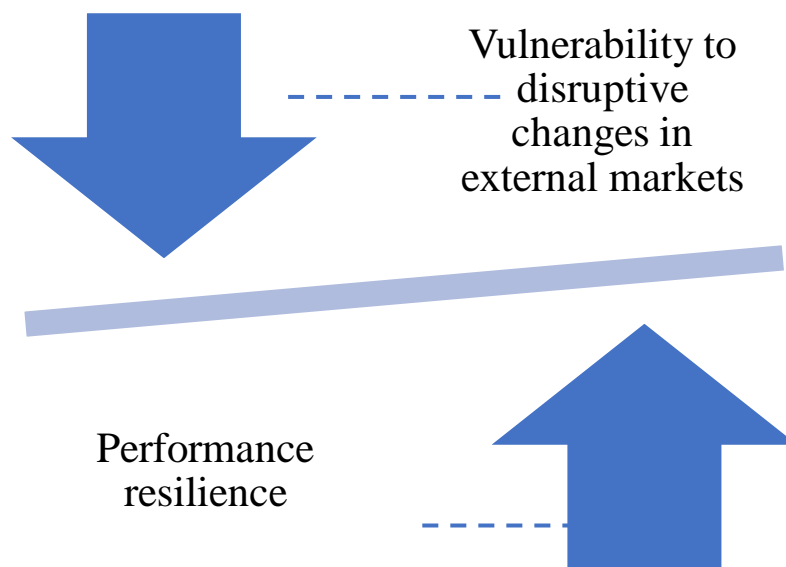 Vulnerability to
disruptive
changes in
external markets
Performance
resilience